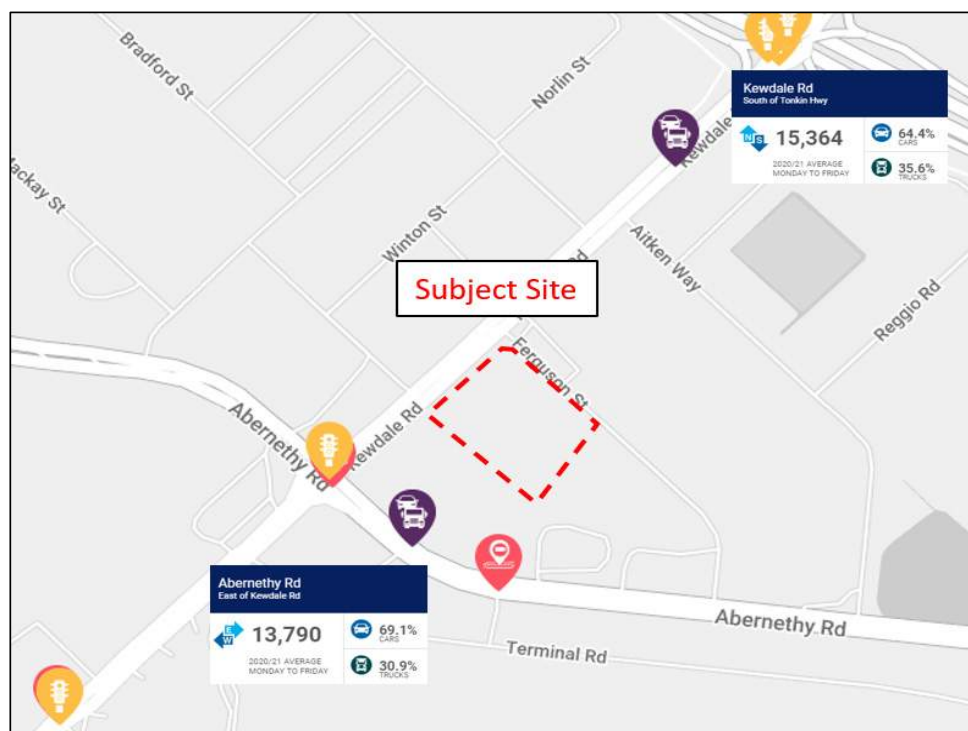 Bradford St
Norlin St
Kewdale Rd
South of Tonkin Hwy
15,364
64.4%
CARS
2020/21 AVERAGE
MONDAY TO FRIDAY
35.6%
TRUCKS
N
S
Kewdale Rd
Mackay St
Winton St
Aitken Way
Rd
Subject Site
Reggio Rd
Ferguson St
Abernethy Rd
Kewdale Rd
Abernethy Rd
East of Kewdale Rd
13,790
69.1%
CARS
2020/21 AVERAGE
MONDAY TO FRIDAY
30.9%
TRUCKS
E
W
Abernethy Rd
Terminal Rd